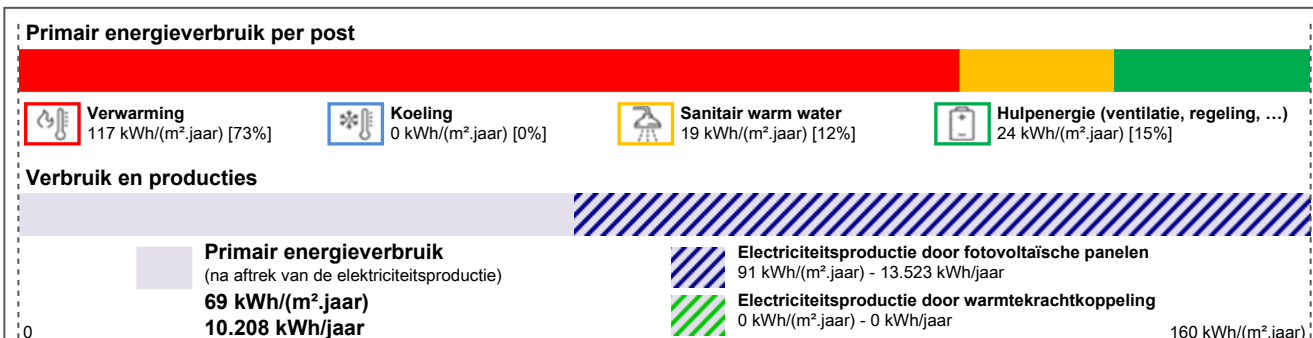 Primair energieverbruik per post
Verwarming
117 kWh/(m².jaar) [73%]
Koeling
0 kWh/(m².jaar) [0%]
Sanitair warm water
19 kWh/(m².jaar) [12%]
Hulpenergie (ventilatie, regeling, …)
24 kWh/(m².jaar) [15%]
Verbruik en producties
Primair energieverbruik
(na aftrek van de elektriciteitsproductie)
69 kWh/(m².jaar)
10.208 kWh/jaar
Electriciteitsproductie door fotovoltaïsche panelen
91 kWh/(m².jaar) - 13.523 kWh/jaar
Electriciteitsproductie door warmtekrachtkoppeling
0 kWh/(m².jaar) - 0 kWh/jaar
0
160 kWh/(m².jaar)